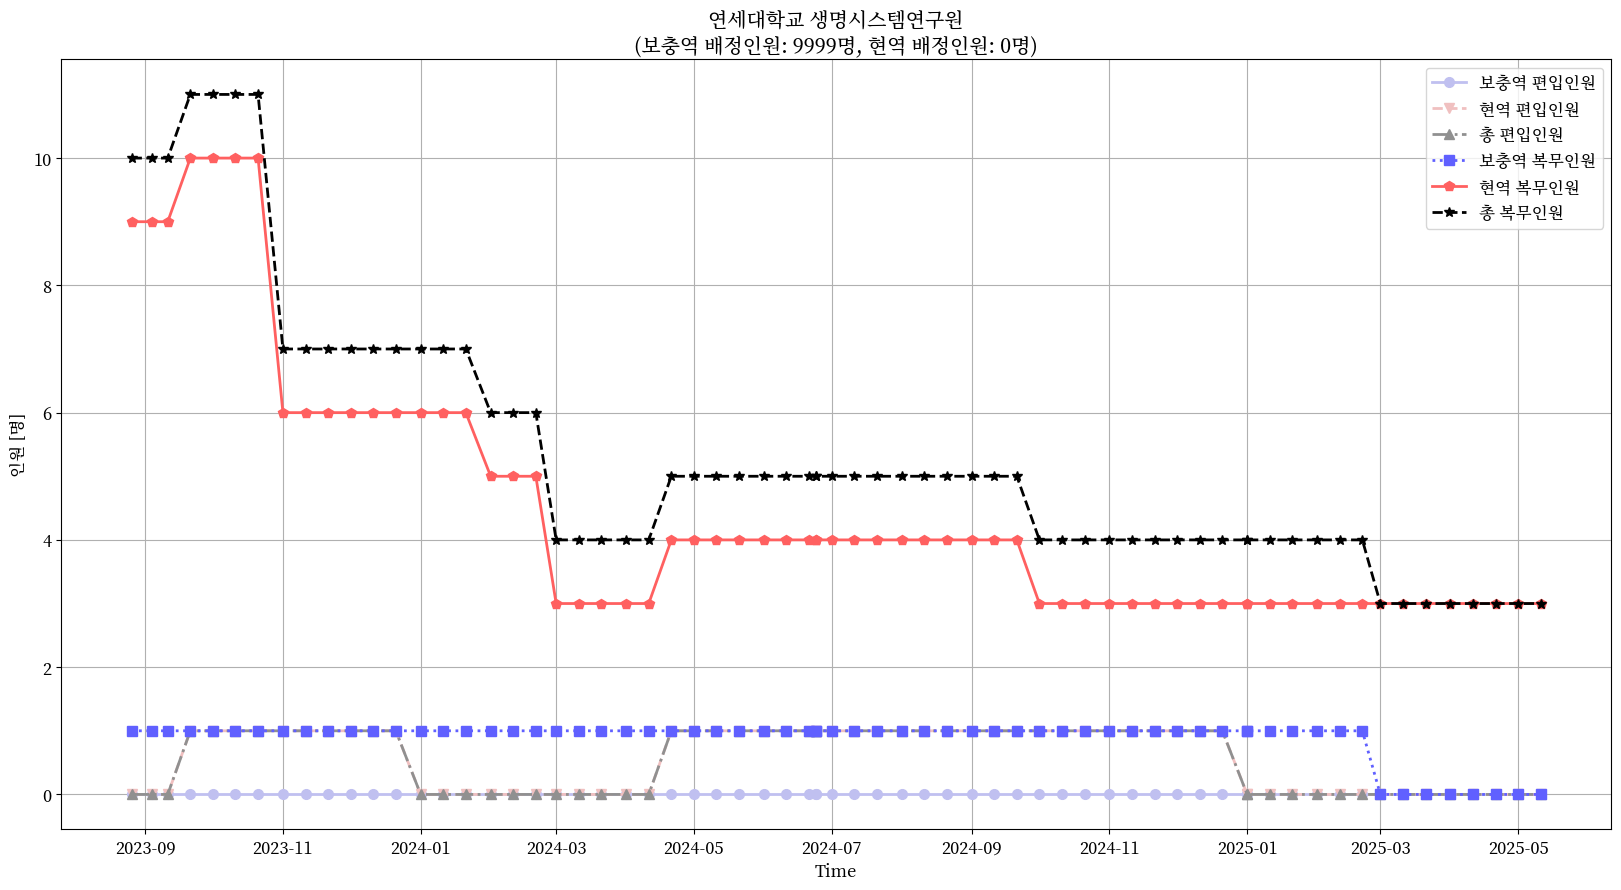 연세대학교 생명시스템연구원
(보충역 배정인원: 9999명, 현역 배정인원: 0명)
보충역 편입인원
현역 편입인원
총 편입인원
보충역 복무인원
현역 복무인원
총 복무인원
인원 [명]
10
8
6
4
2
0
2023-09
2023-11
2024-01
2024-03
2024-05
2024-07
2024-09
2024-11
2025-01
2025-03
2025-05
Time